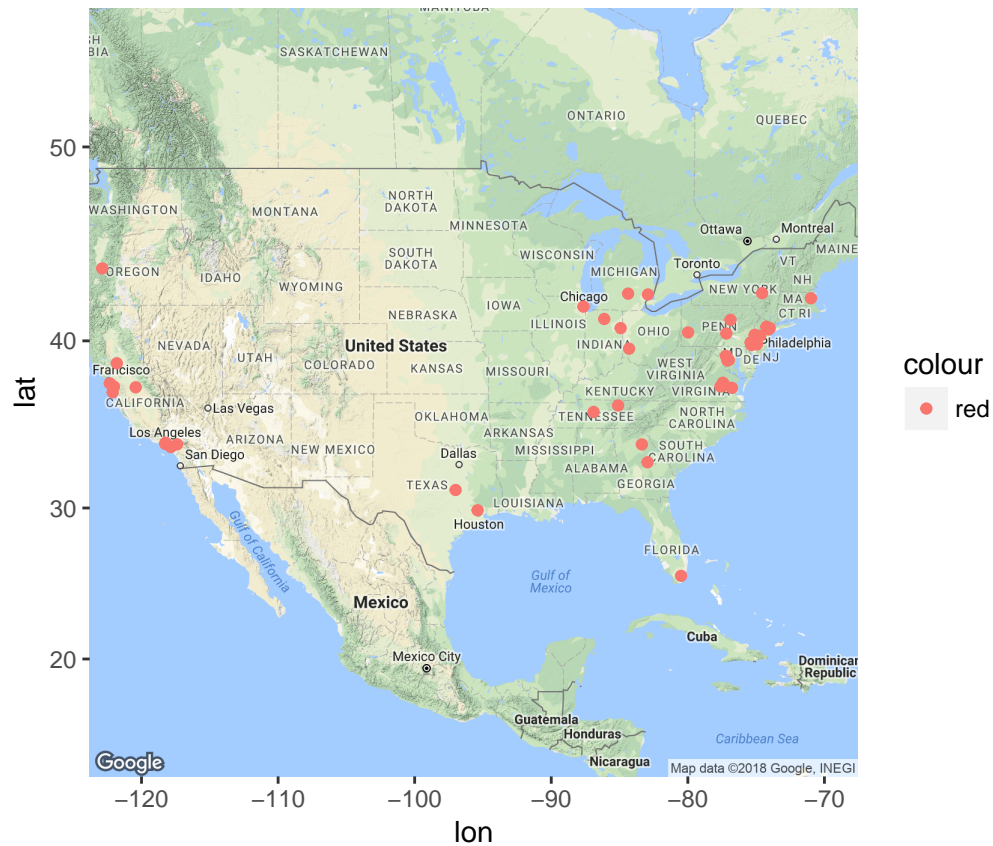 MANITOBA
SH
BIA
SASKATCHEWAN
ONTARIO
QUEBEC
50
WASHINGTON
MONTANA
NORTH
DAKOTA
MINNESOTA
Ottawa
Montreal
MAINE
OREGON
IDAHO
SOUTH
DAKOTA
WISCONSIN
MICHIGAN
Toronto
VT
NH
WYOMING
Chicago
NEW YORK
MA
CT RI
IOWA
NEBRASKA
ILLINOIS
OHIO
PENN
40
NEVADA
UTAH
United States
INDIANA
Philadelphia
MD
DE
NJ
Francisco
COLORADO
KANSAS
MISSOURI
WEST
VIRGINIA
CALIFORNIA
KENTUCKY
VIRGINIA
Las Vegas
OKLAHOMA
TENNESSEE
NORTH
CAROLINA
Los Angeles
ARIZONA
NEW MEXICO
ARKANSAS
San Diego
Dallas
MISSISSIPPI
SOUTH
CAROLINA
ALABAMA
TEXAS
GEORGIA
30
LOUISIANA
Houston
Gulf of California
FLORIDA
Gulf of
Mexico
Mexico
Cuba
20
Mexico City
Dominican
Republic
Guatemala
Honduras
Caribbean Sea
Nicaragua
Google
Map data ©2018 Google, INEGI
−120
−110
−100
−90
−80
−70
lon
lat
colour
red